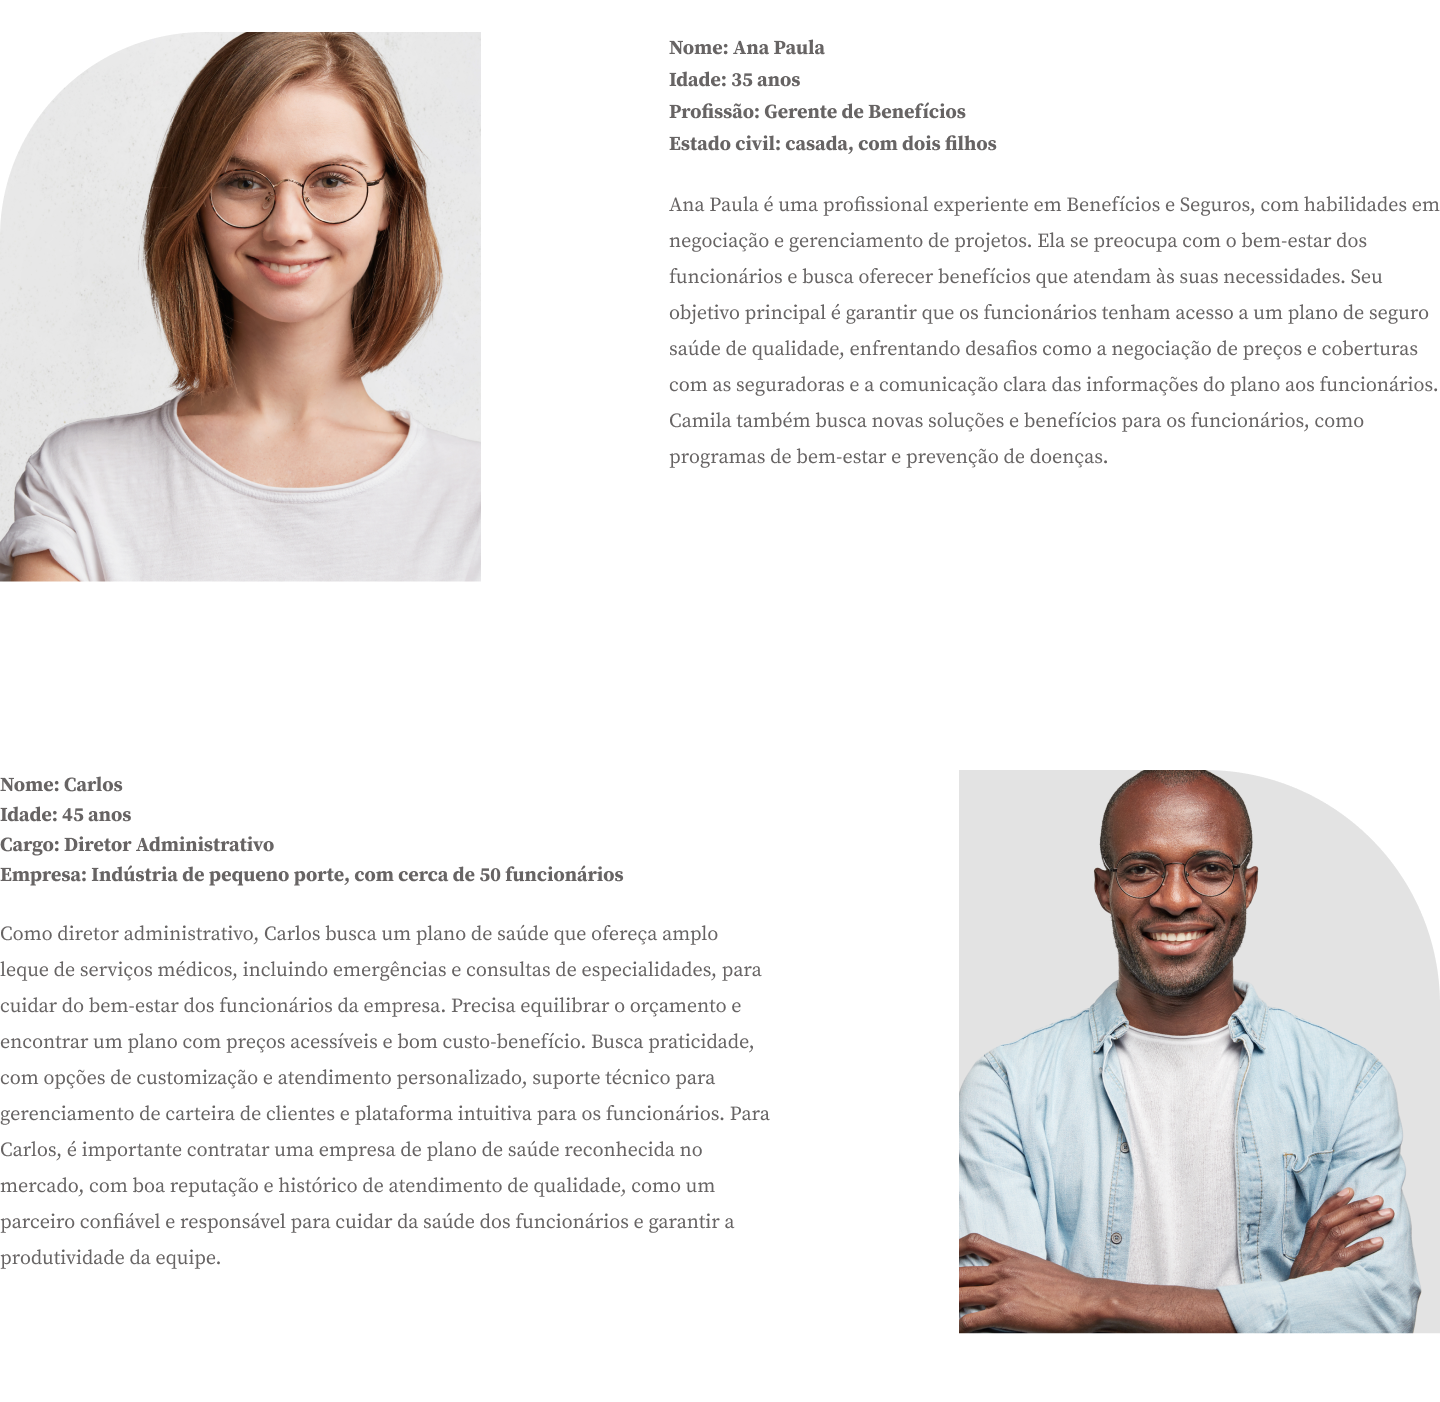 Nome: Ana Paula
Idade: 35 anos
Profissão: Gerente de Benefícios
Estado civil: casada, com dois filhos
Ana Paula é uma profissional experiente em Benefícios e Seguros, com habilidades em
negociação e gerenciamento de projetos. Ela se preocupa com o bem-estar dos
funcionários e busca oferecer benefícios que atendam às suas necessidades. Seu
objetivo principal é garantir que os funcionários tenham acesso a um plano de seguro
saúde de qualidade, enfrentando desafios como a negociação de preços e coberturas
com as seguradoras e a comunicação clara das informações do plano aos funcionários.
Camila também busca novas soluções e benefícios para os funcionários, como
programas de bem-estar e prevenção de doenças.
Nome: Carlos
Idade: 45 anos
Cargo: Diretor Administrativo
Empresa: Indústria de pequeno porte, com cerca de 50 funcionários
Como diretor administrativo, Carlos busca um plano de saúde que ofereça amplo
leque de serviços médicos, incluindo emergências e consultas de especialidades, para
cuidar do bem-estar dos funcionários da empresa. Precisa equilibrar o orçamento e
encontrar um plano com preços acessíveis e bom custo-benefício. Busca praticidade,
com opções de customização e atendimento personalizado, suporte técnico para
gerenciamento de carteira de clientes e plataforma intuitiva para os funcionários. Para
Carlos, é importante contratar uma empresa de plano de saúde reconhecida no
mercado, com boa reputação e histórico de atendimento de qualidade, como um
parceiro confiável e responsável para cuidar da saúde dos funcionários e garantir a
produtividade da equipe.